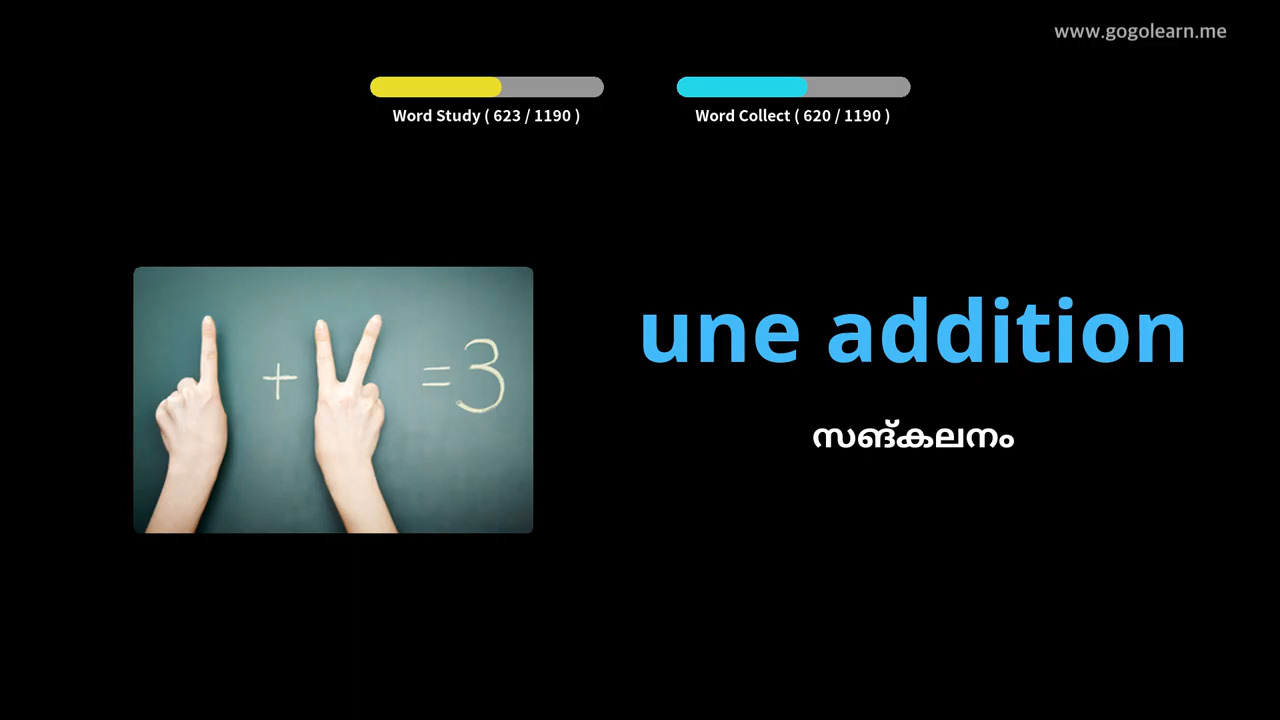 www.gogolearn.me
Word Study ( 623 / 1190 )
Word Collect ( 620 / 1190 )
+ =3
une addition
സങ്കലനം